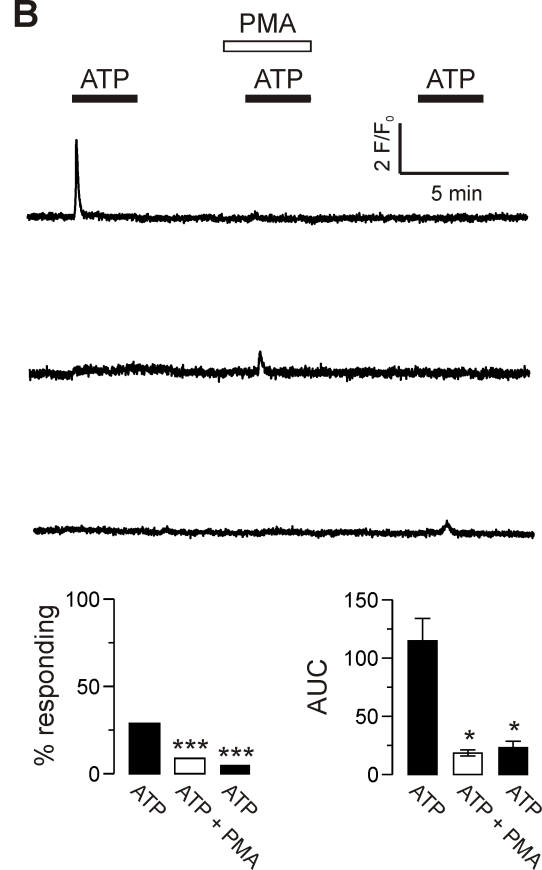 B
PMA
ATP ATP ATP
2 F/F₀
5 min
% responding
100
50
0
*** ***
ATP
ATP + PMA
ATP
AUC
150
100
50
0
* *
ATP
ATP + PMA
ATP